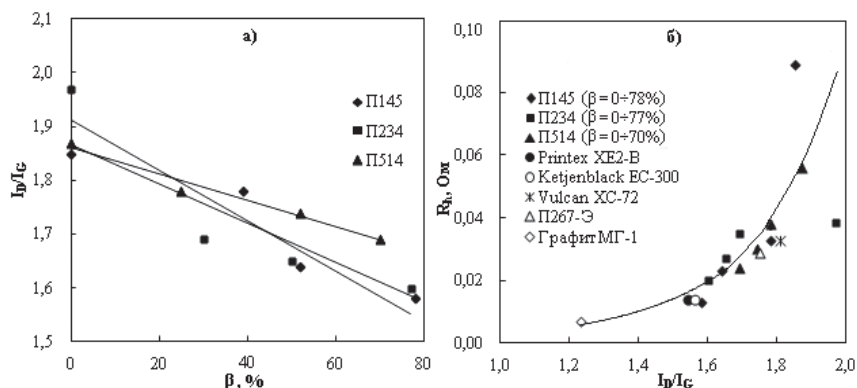 а)
2,1
2,0
1,9
1,8
1,7
1,6
1,5
I_D/I_G
0
20
40
60
80
β, %
П145
П234
П514
б)
0,10
0,08
0,06
0,04
0,02
0,00
R_h, Ом
1,0
1,2
1,4
1,6
1,8
2,0
I_D/I_G
П145 (β = 0÷78%)
П234 (β = 0÷77%)
П514 (β = 0÷70%)
Printex XE2-B
Ketjenblack EC-300
Vulcan XC-72
П267-Э
Графит МГ-1